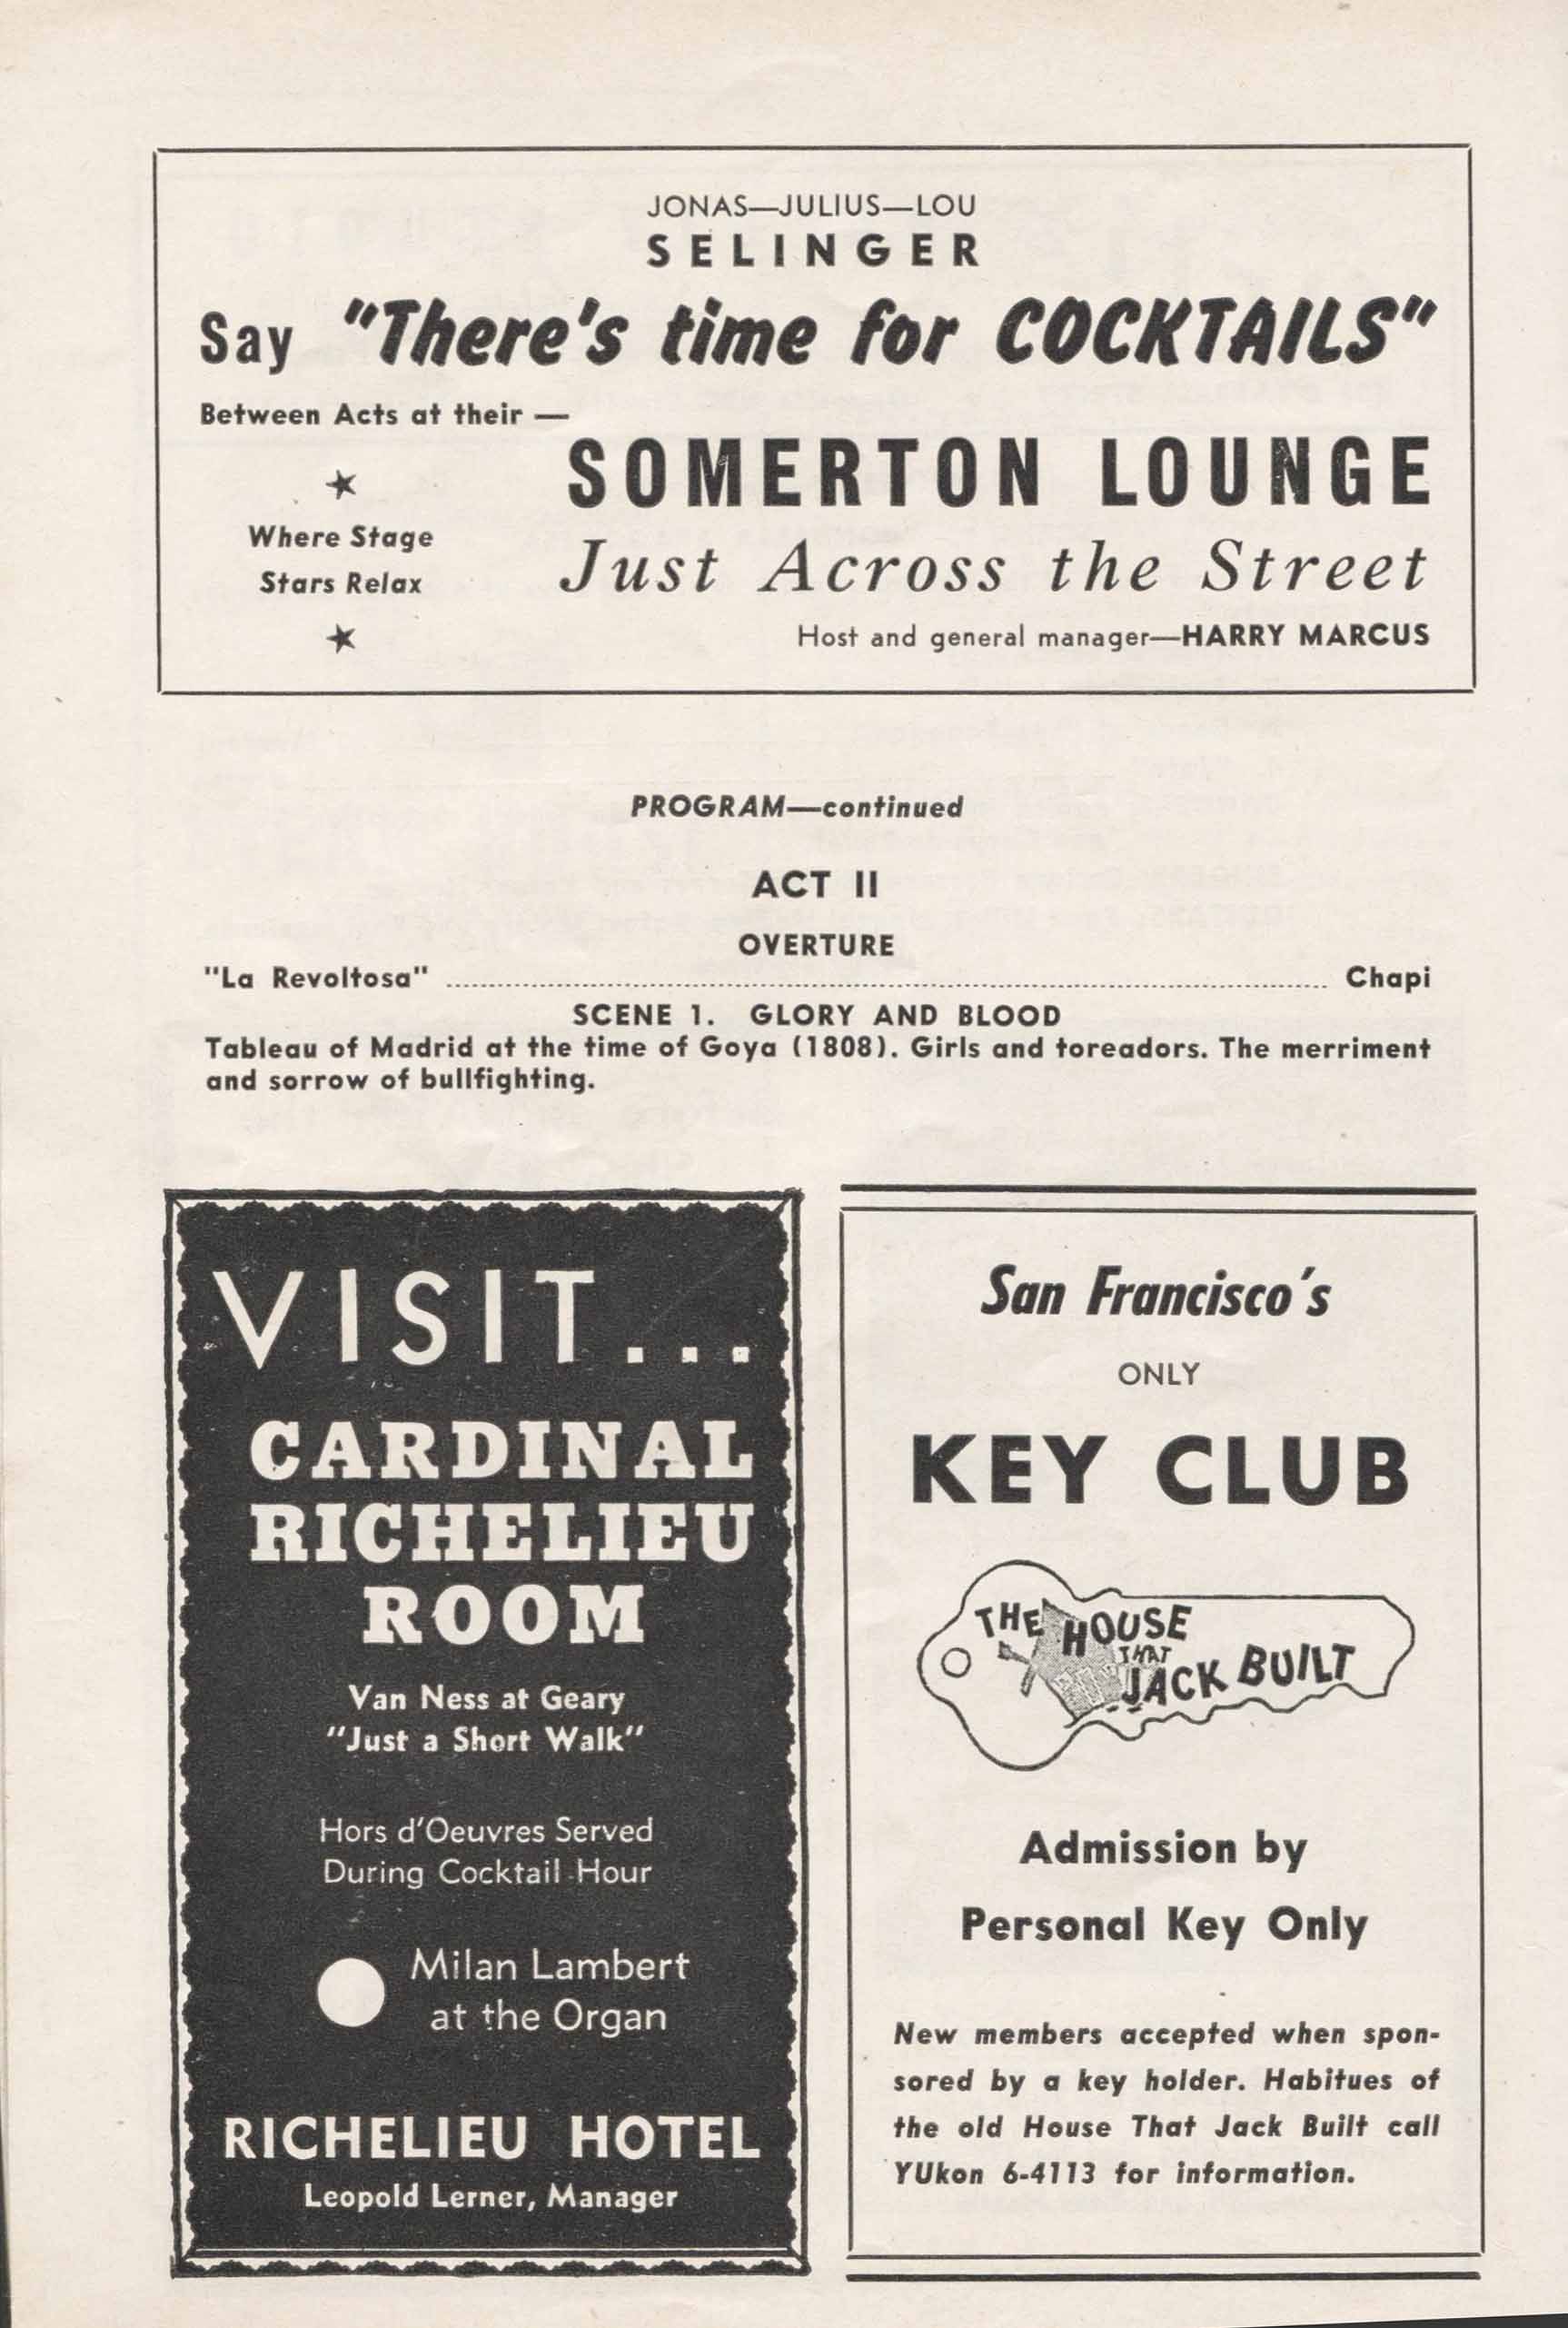 JONAS—JULIUS—LOU
SELINGER
Say "There's time for COCKTAILS"
Between Acts at their —
SOMERTON LOUNGE
Where Stage
Stars Relax
Just Across the Street
Host and general manager—HARRY MARCUS
PROGRAM—continued
ACT II
OVERTURE
"La Revoltosa" ........................................ Chapi
SCENE 1. GLORY AND BLOOD
Tableau of Madrid at the time of Goya (1808). Girls and toreadors. The merriment
and sorrow of bullfighting.
VISIT...
CARDINAL
RICHELIEU
ROOM
Van Ness at Geary
"Just a Short Walk"
Hors d'Oeuvres Served
During Cocktail Hour
Milan Lambert
at the Organ
RICHELIEU HOTEL
Leopold Lerner, Manager
San Francisco's
ONLY
KEY CLUB
THE HOUSE
THAT
JACK BUILT
Admission by
Personal Key Only
New members accepted when spon-
sored by a key holder. Habitues of
the old House That Jack Built call
YUkon 6-4113 for information.